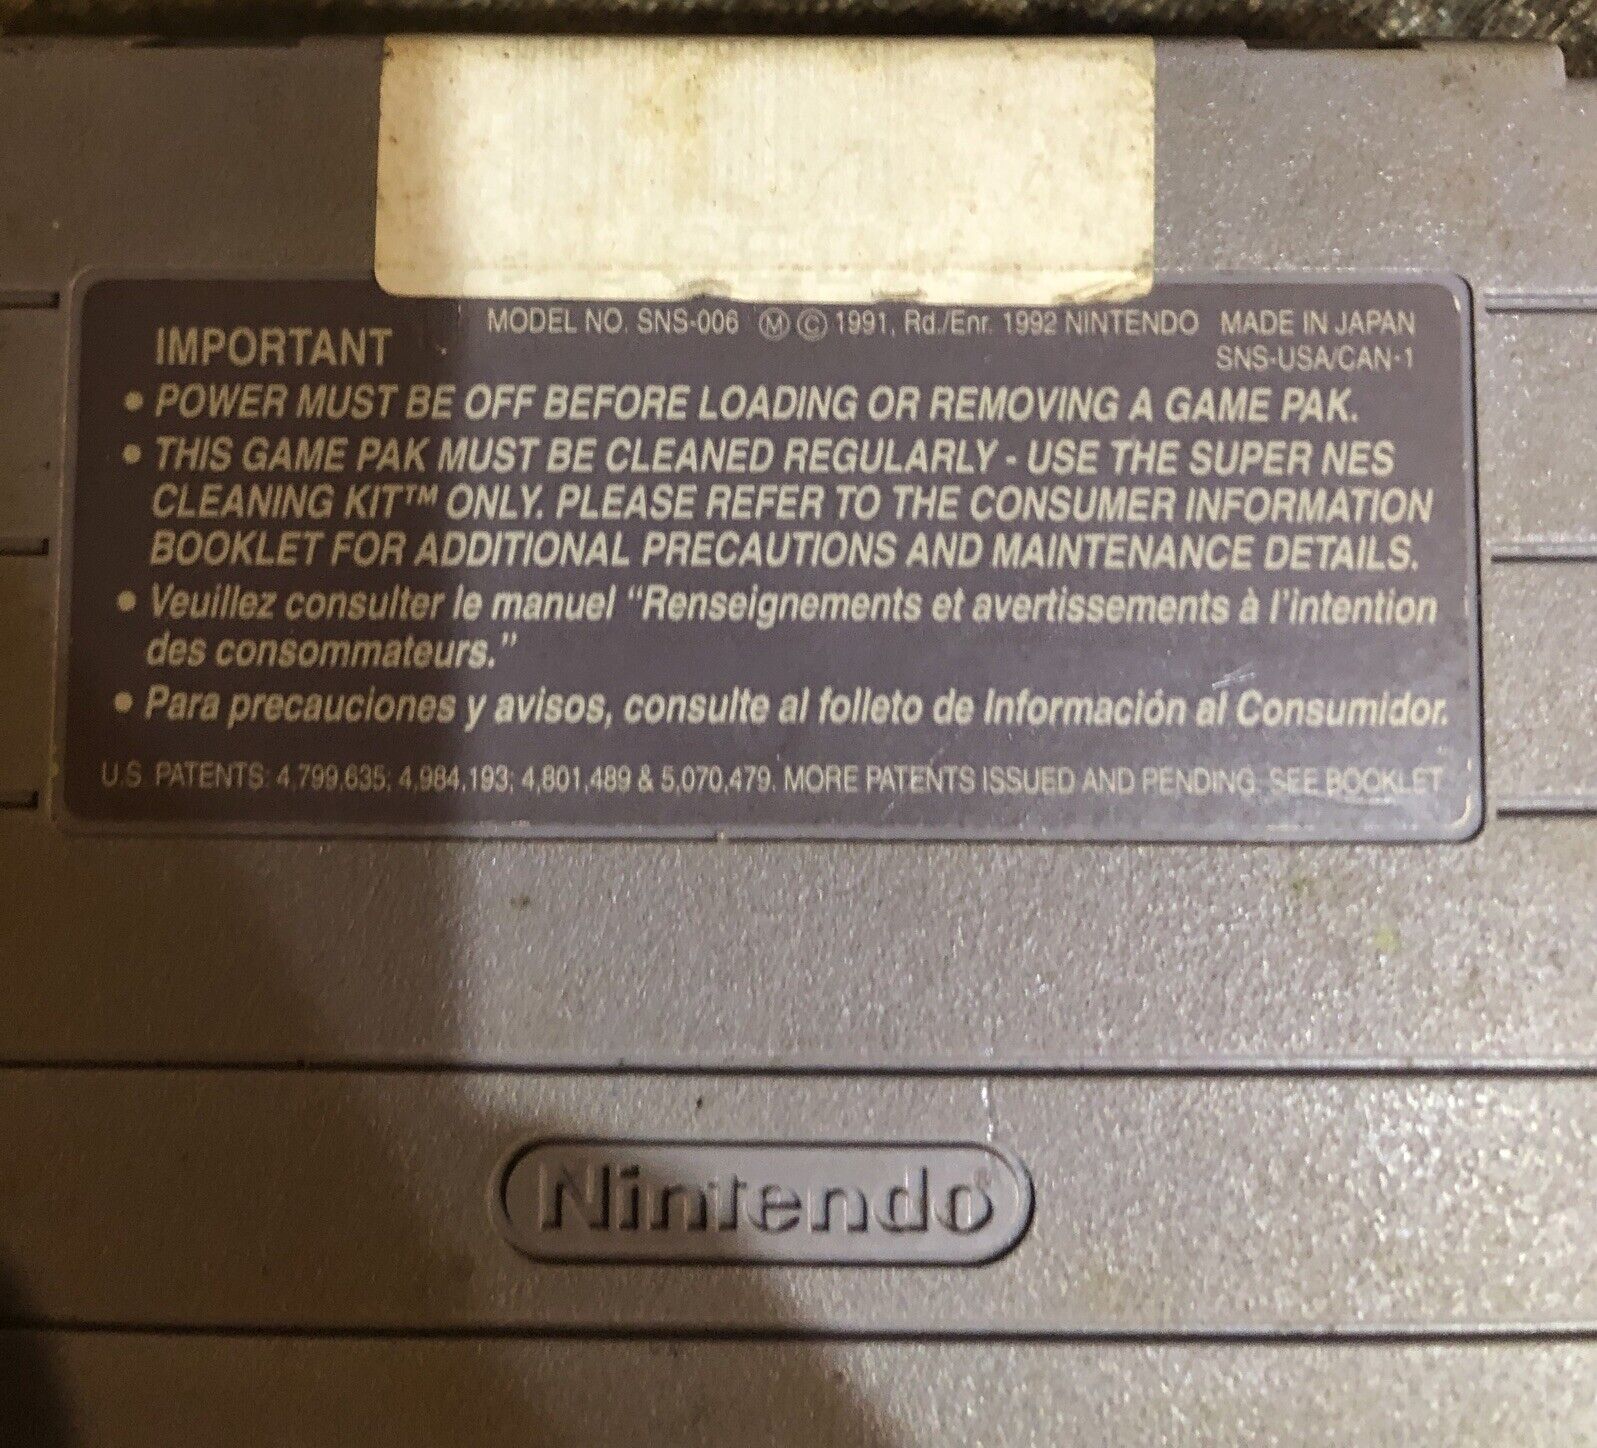 IMPORTANT MODEL NO. SNS-006 Ⓜ © 1991, Rd./Enr. 1992 NINTENDO MADE IN JAPAN
SNS-USA/CAN-1
• POWER MUST BE OFF BEFORE LOADING OR REMOVING A GAME PAK.
• THIS GAME PAK MUST BE CLEANED REGULARLY - USE THE SUPER NES
CLEANING KIT™ ONLY. PLEASE REFER TO THE CONSUMER INFORMATION
BOOKLET FOR ADDITIONAL PRECAUTIONS AND MAINTENANCE DETAILS.
• Veuillez consulter le manuel “Renseignements et avertissements à l'intention
des consommateurs.”
• Para precauciones y avisos, consulte al folleto de Información al Consumidor.
U.S. PATENTS: 4,799,635; 4,984,193; 4,801,489 & 5,070,479. MORE PATENTS ISSUED AND PENDING. SEE BOOKLET
Nintendo®